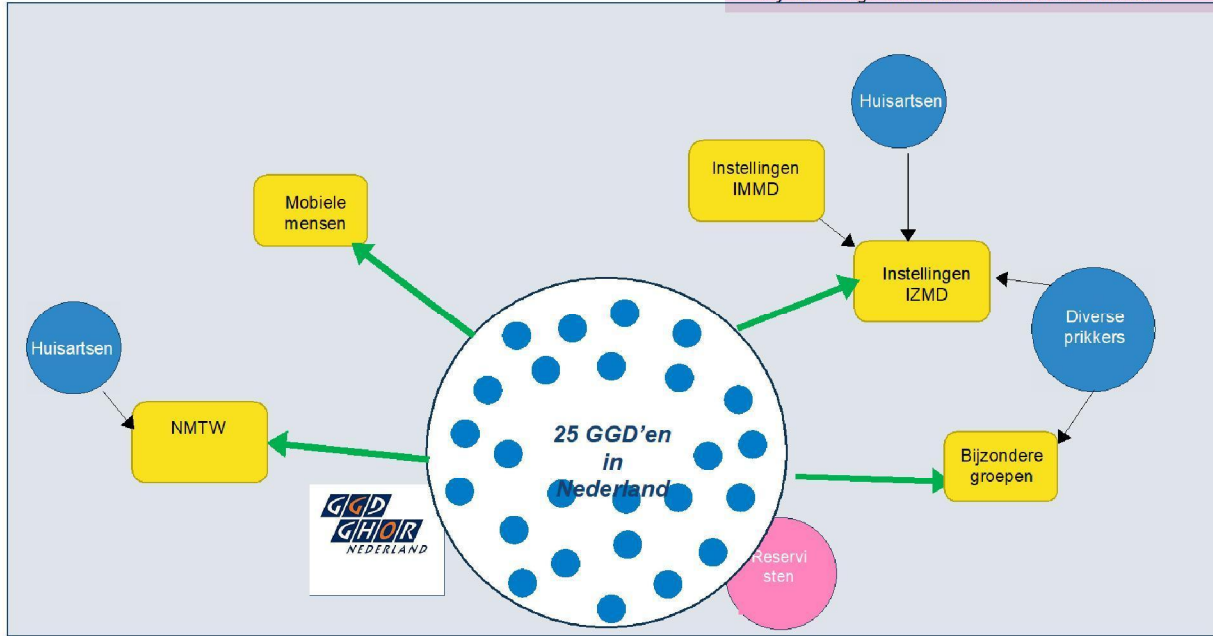 Huisartsen
Instellingen
IMMD
Mobiele
mensen
Instellingen
IZMD
Diverse
prikkers
Huisartsen
NMTW
25 GGD'en
in
Nederland
Bijzondere
groepen
GGD
GHOR
NEDERLAND
Reservi
sten